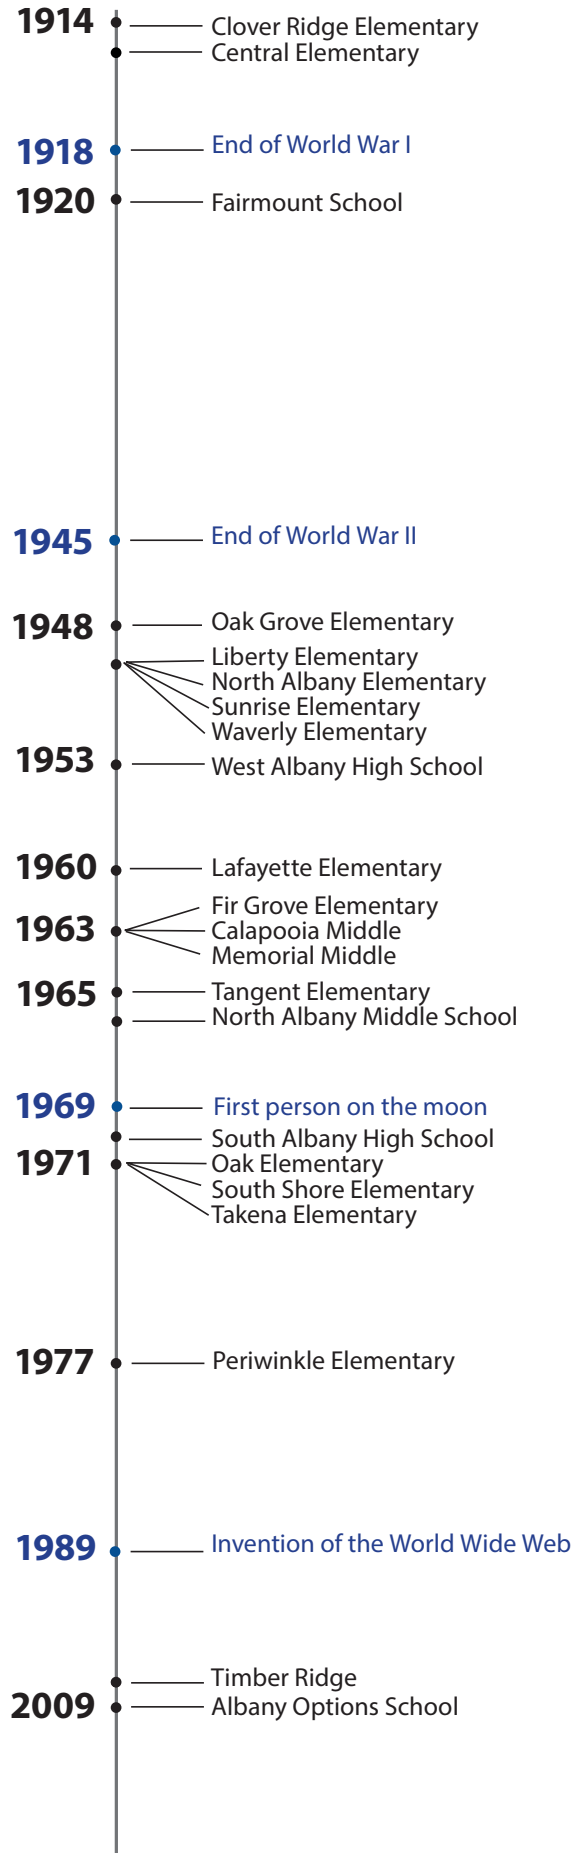 1914
Clover Ridge Elementary
Central Elementary
1918
End of World War I
1920
Fairmount School
1945
End of World War II
1948
Oak Grove Elementary
Liberty Elementary
North Albany Elementary
Sunrise Elementary
Waverly Elementary
1953
West Albany High School
1960
Lafayette Elementary
Fir Grove Elementary
1963
Calapooia Middle
Memorial Middle
1965
Tangent Elementary
North Albany Middle School
1969
First person on the moon
South Albany High School
1971
Oak Elementary
South Shore Elementary
Takena Elementary
1977
Periwinkle Elementary
1989
Invention of the World Wide Web
Timber Ridge
2009
Albany Options School